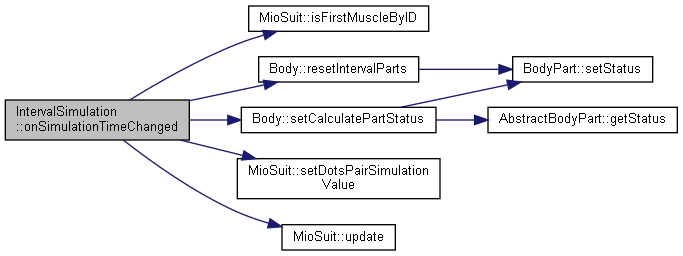 MioSuit::isFirstMuscleByID
Body::resetIntervalParts
BodyPart::setStatus
IntervalSimulation
::onSimulationTimeChanged
Body::setCalculatePartStatus
AbstractBodyPart::getStatus
MioSuit::setDotsPairSimulation
Value
MioSuit::update